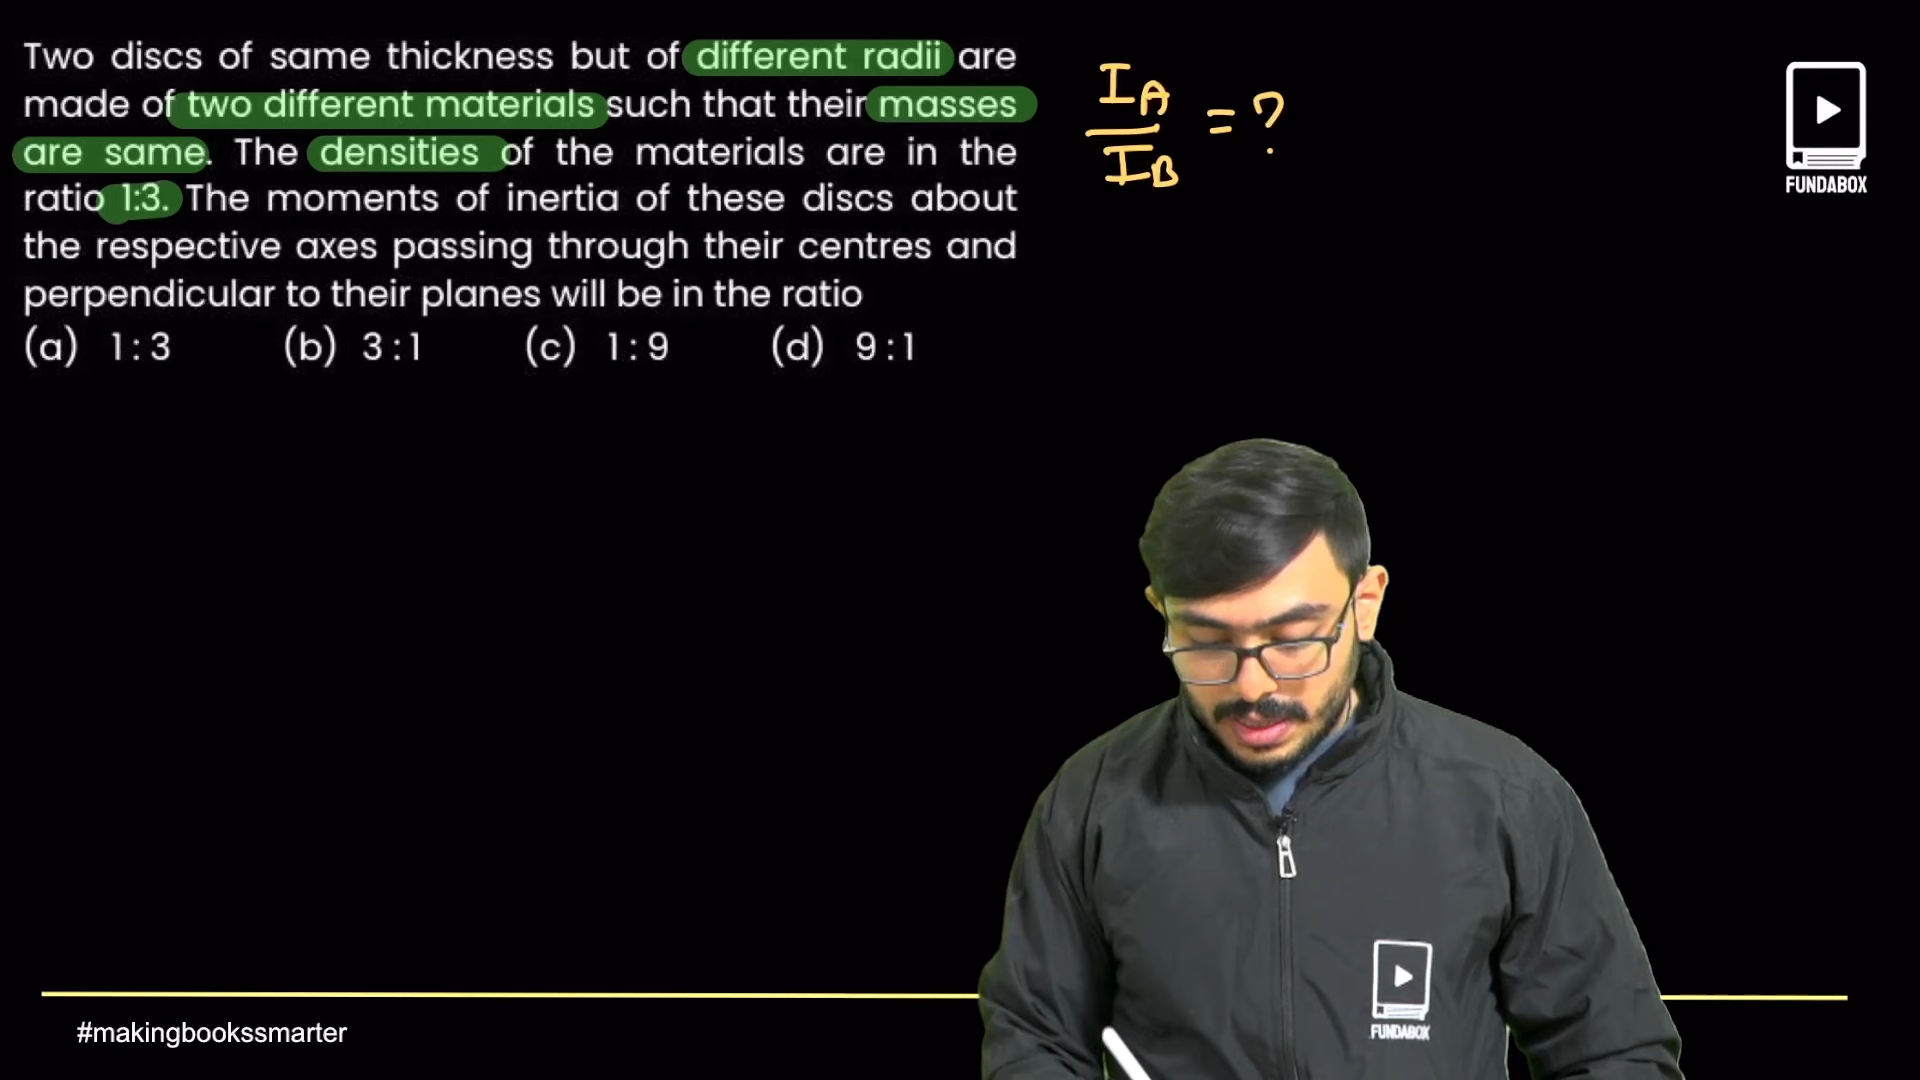 Two discs of same thickness but of different radii are
made of two different materials such that their masses
are same. The densities of the materials are in the
ratio 1:3. The moments of inertia of these discs about
the respective axes passing through their centres and
perpendicular to their planes will be in the ratio
(a) 1 : 3 (b) 3 : 1 (c) 1 : 9 (d) 9 : 1
I_A
I_B
= ?
FUNDABOX
FUNDABOX
#makingbookssmarter